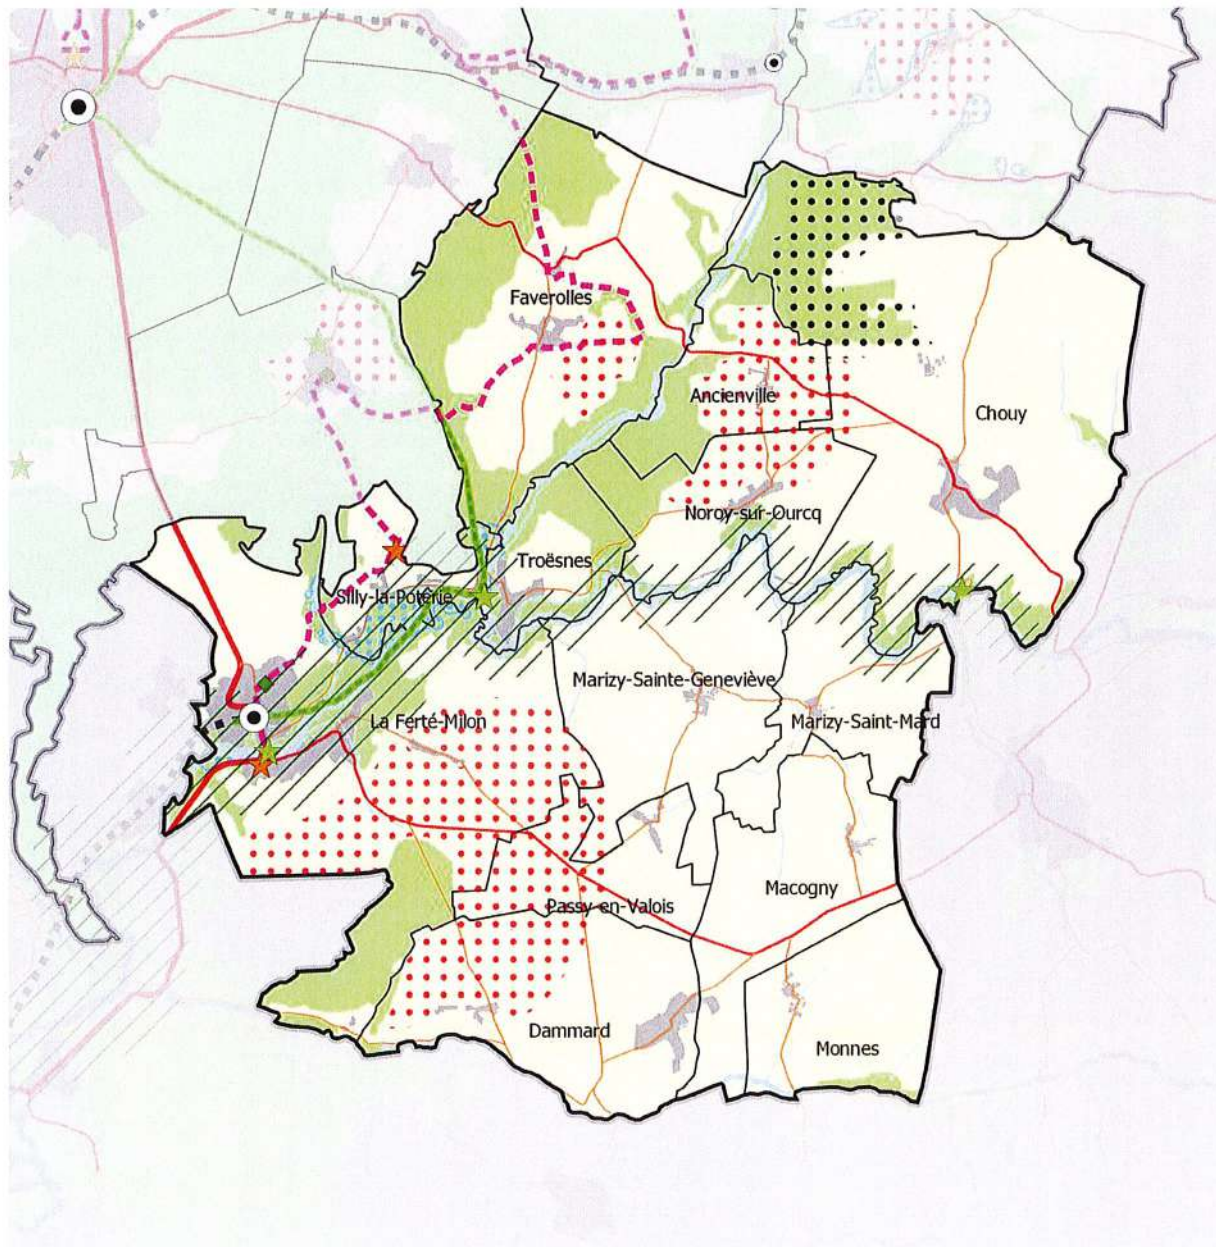 Faverolles
Ancienville
Chouy
Noroy-sur-Ourcq
Troësnes
Silly-la-Poterie
Marizy-Sainte-Geneviève
La Ferté-Milon
Marizy-Saint-Mard
Macogny
Passy-en-Valois
Dammard
Monnes